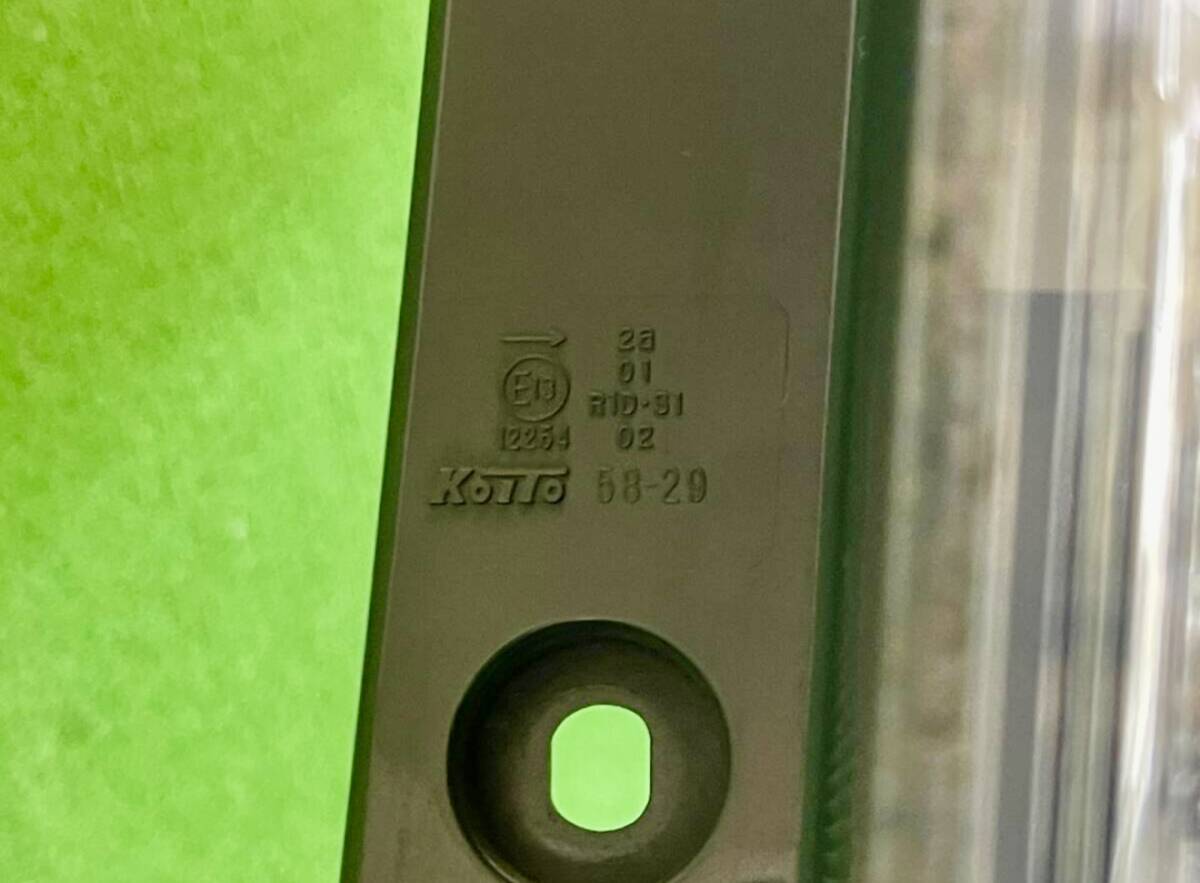 → 2a
E13 01
R1D-S1
12254 02
KOITO 58-29